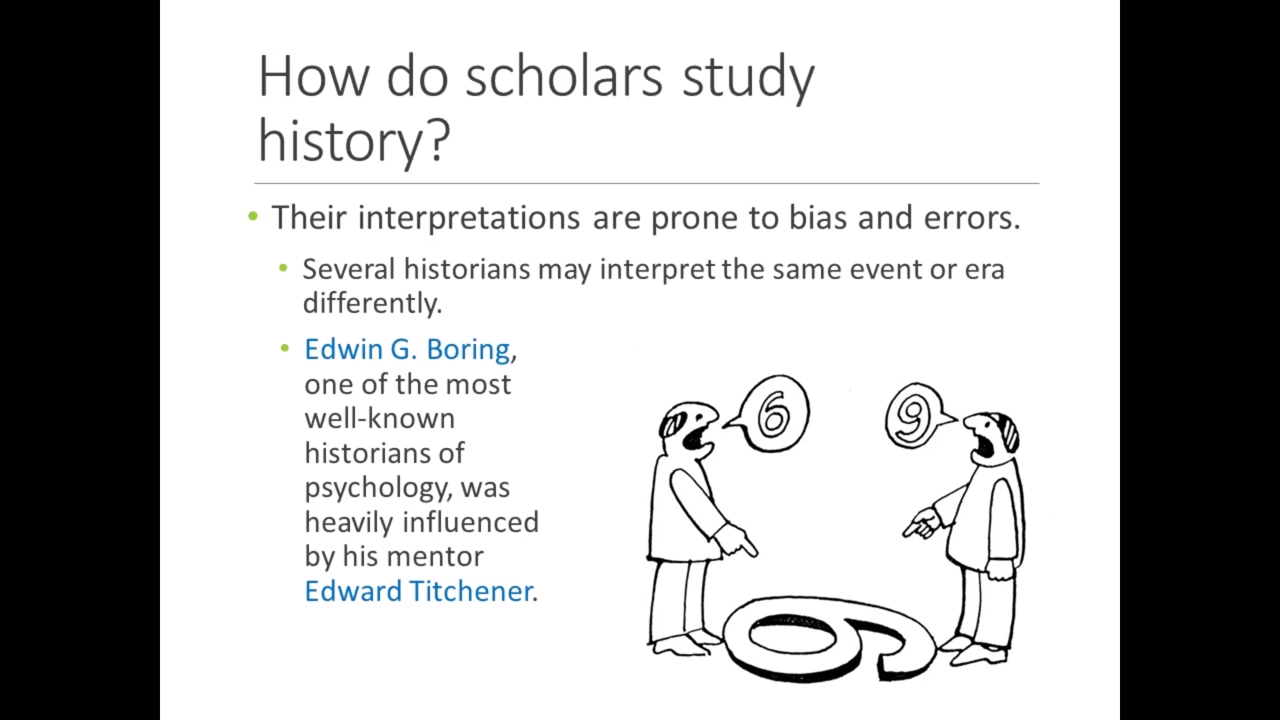 How do scholars study
history?
• Their interpretations are prone to bias and errors.
• Several historians may interpret the same event or era
differently.
• Edwin G. Boring,
one of the most
well-known
historians of
psychology, was
heavily influenced
by his mentor
Edward Titchener.
6
9